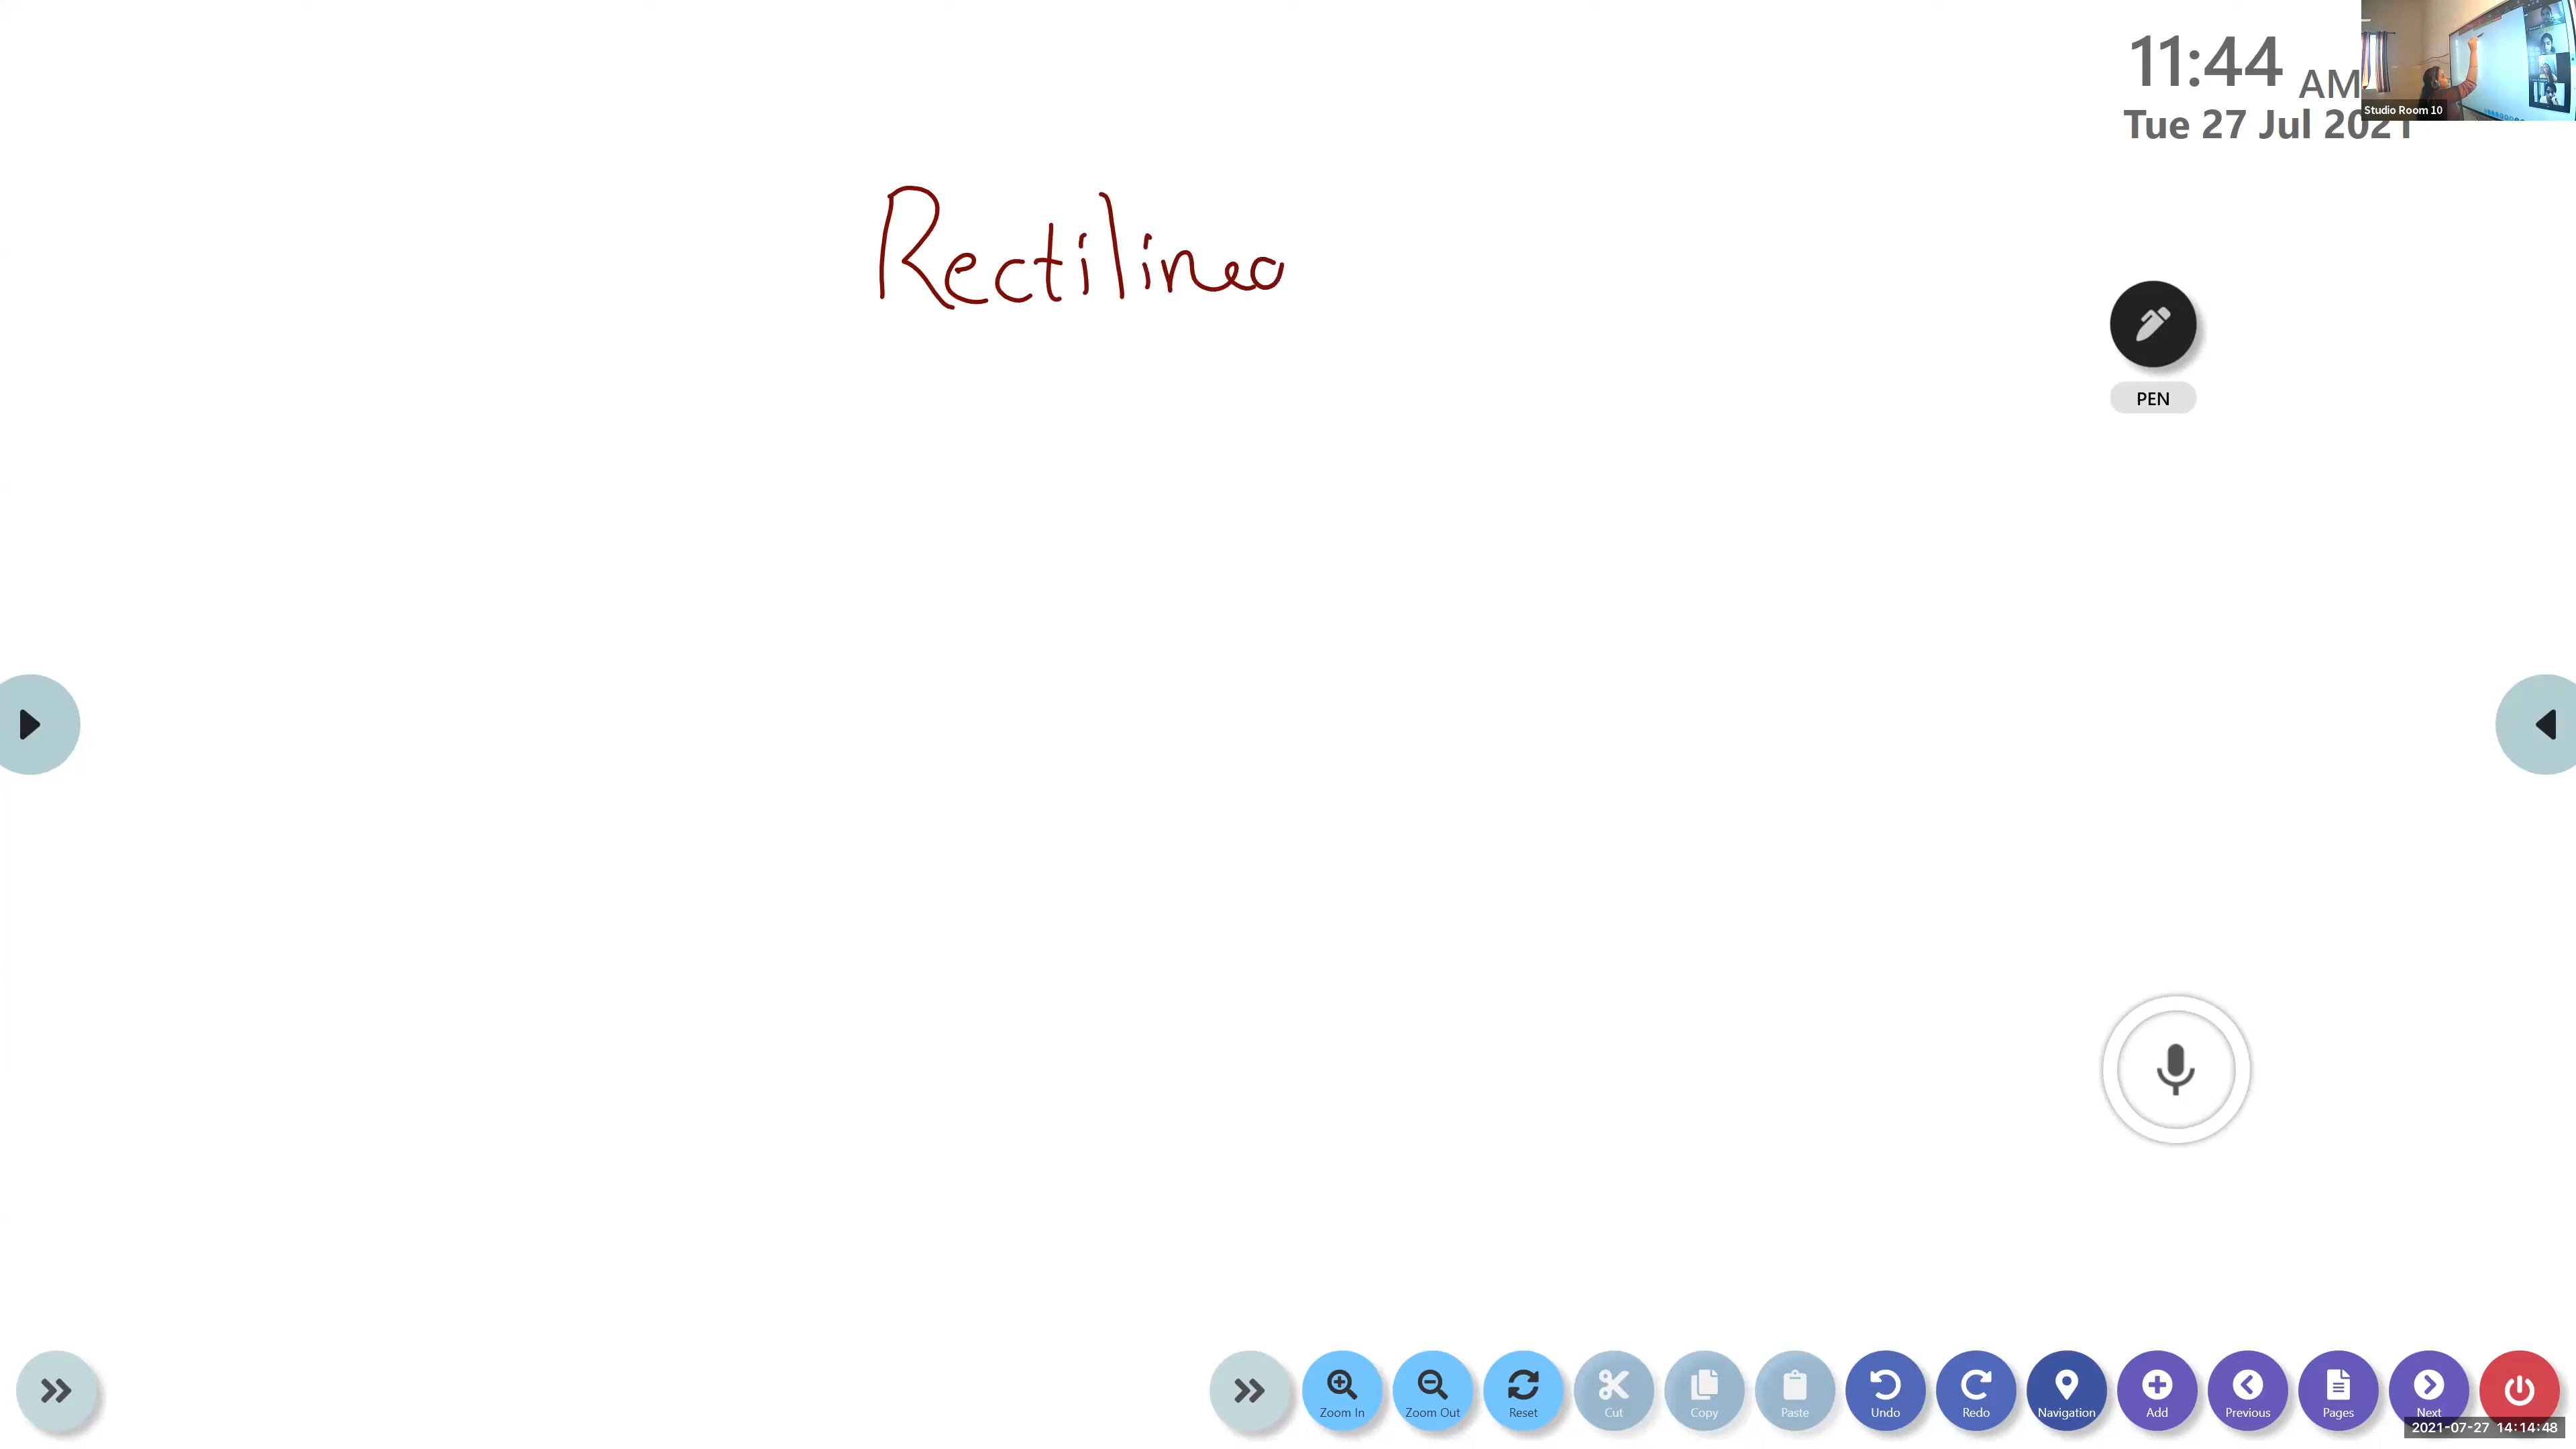 11:44 AM
Studio Room 10
Tue 27 Jul 2021
Rectilinea
PEN
Zoom In Zoom Out Reset Cut Copy Paste Undo Redo Navigation Add Previous Pages Next
2021-07-27 14:14:48